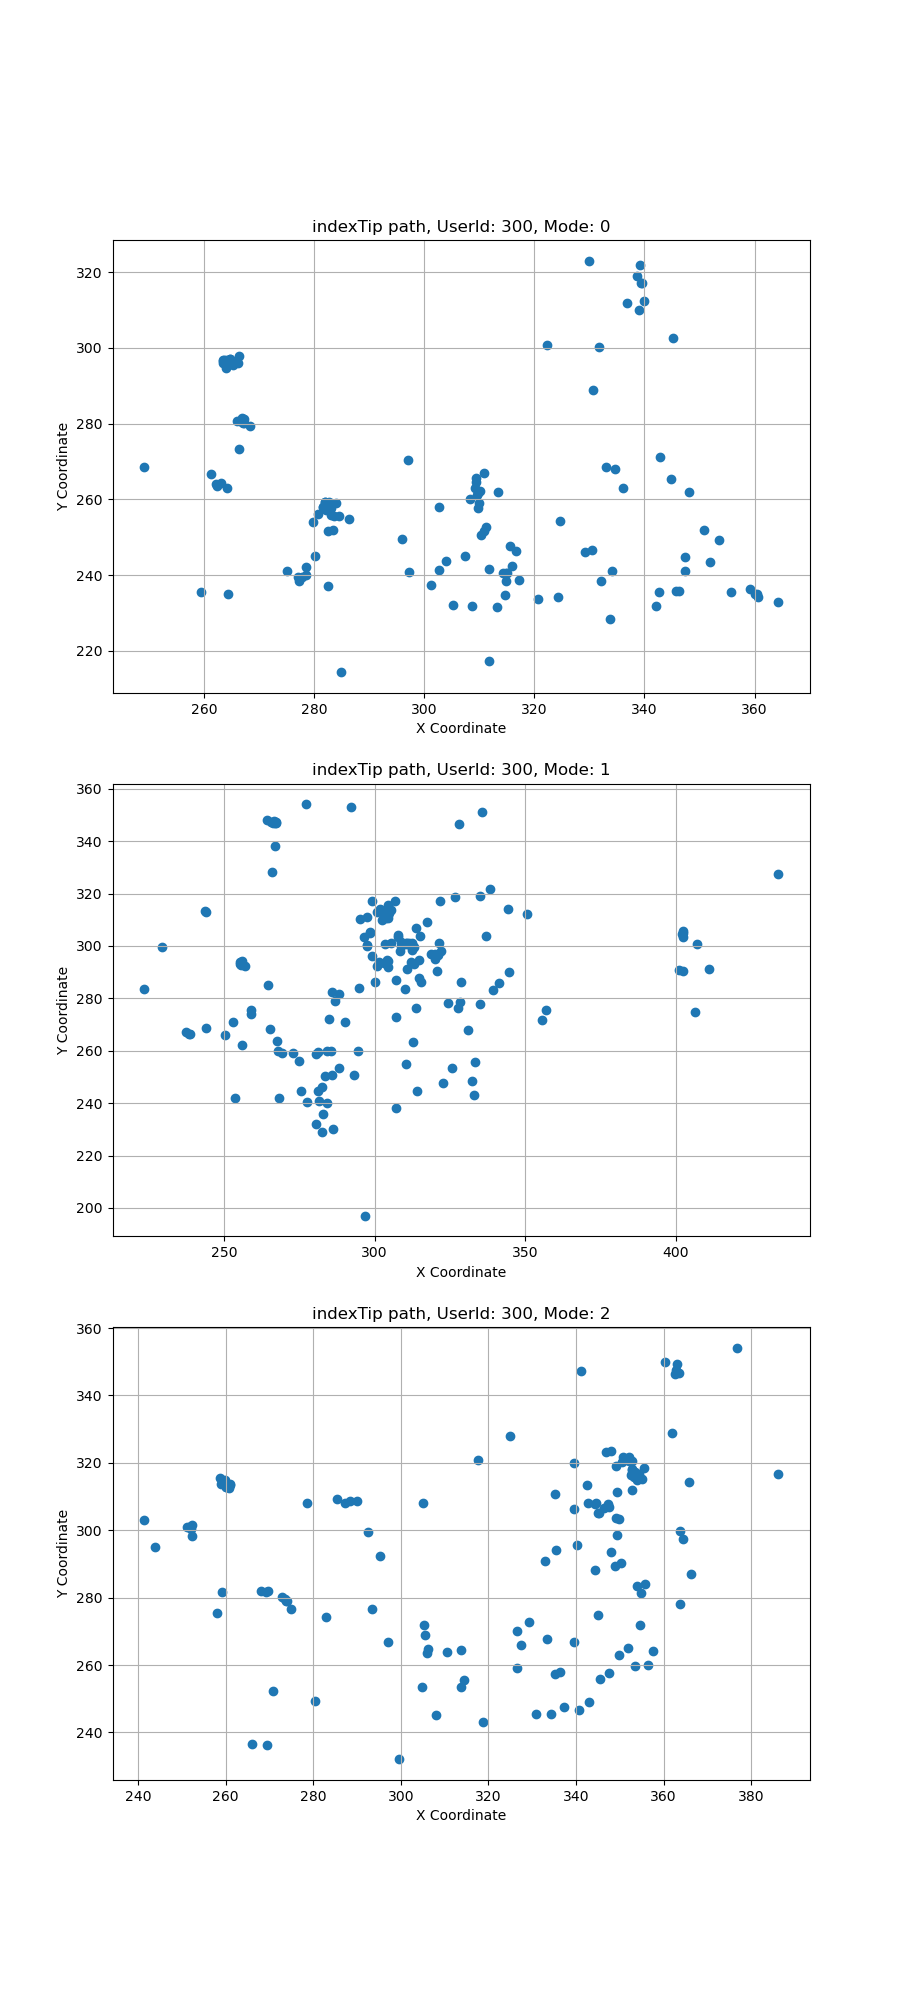 indexTip path, UserId: 300, Mode: 0
320
300
280
260
240
220
Y Coordinate
260 280 300 320 340 360
X Coordinate
indexTip path, UserId: 300, Mode: 1
360
340
320
300
280
260
240
220
200
Y Coordinate
250 300 350 400
X Coordinate
indexTip path, UserId: 300, Mode: 2
360
340
320
300
280
260
240
Y Coordinate
240 260 280 300 320 340 360 380
X Coordinate